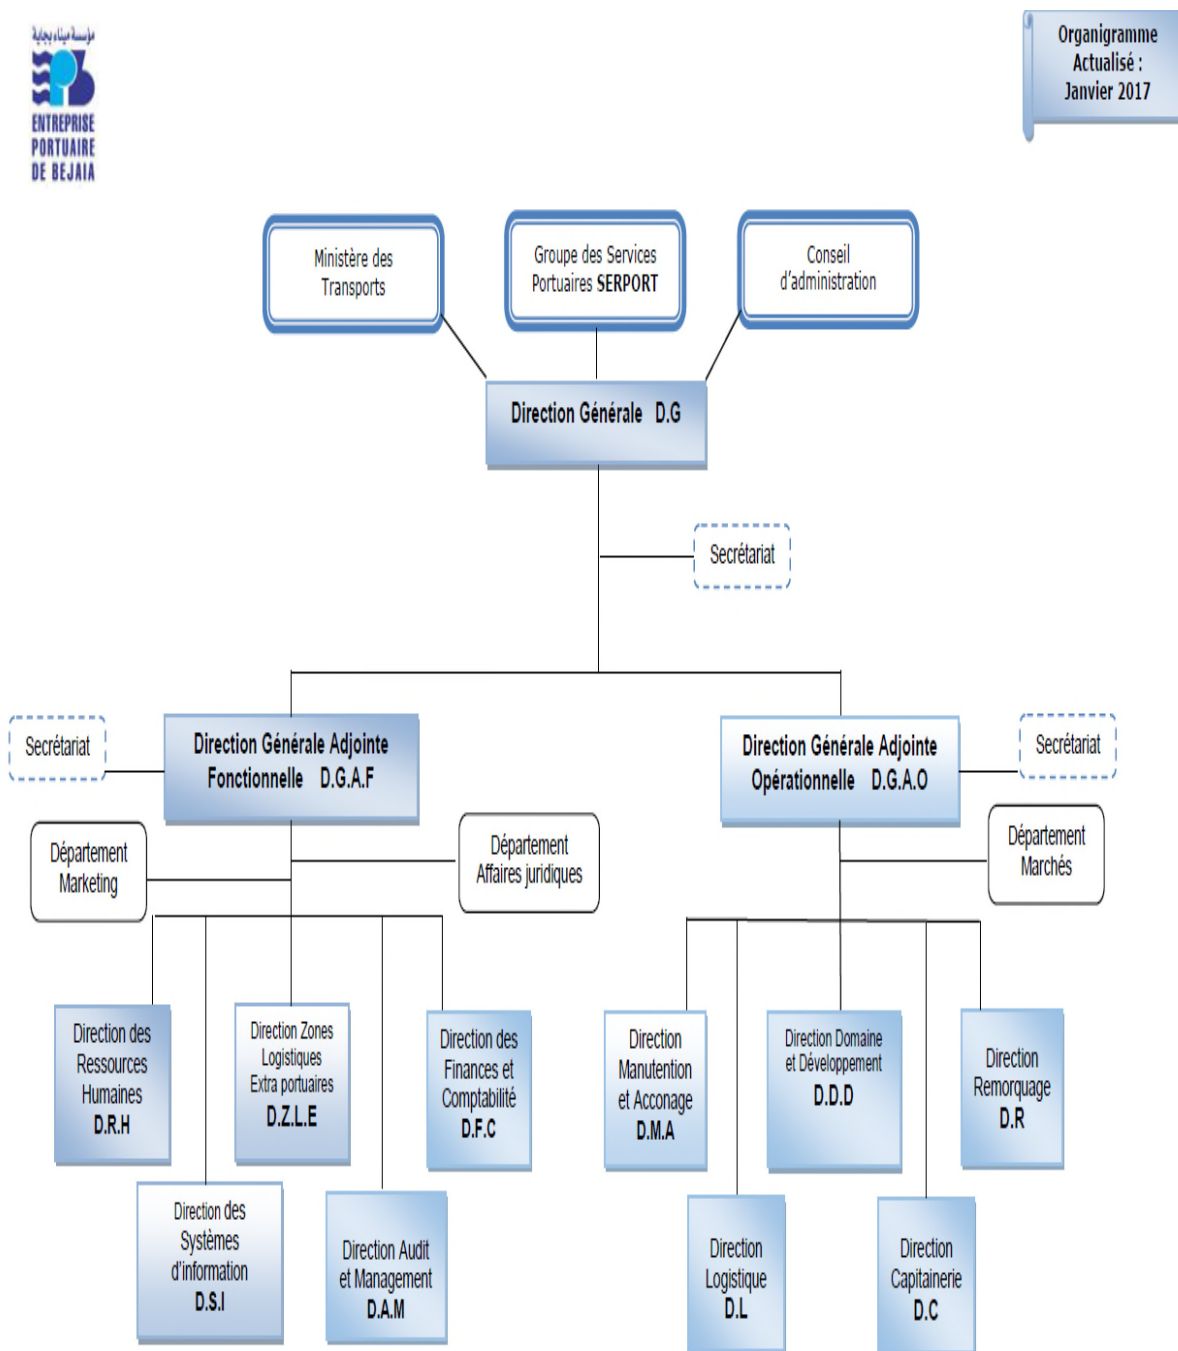 مؤسسة ميناء بجاية
ENTREPRISE
PORTUAIRE
DE BEJAIA
Organigramme
Actualisé :
Janvier 2017
Ministère des
Transports
Groupe des Services
Portuaires SERPORT
Conseil
d'administration
Direction Générale D.G
Secrétariat
Secrétariat
Direction Générale Adjointe
Fonctionnelle D.G.A.F
Direction Générale Adjointe
Opérationnelle D.G.A.O
Secrétariat
Département
Marketing
Département
Affaires juridiques
Département
Marchés
Direction des
Ressources
Humaines
D.R.H
Direction Zones
Logistiques
Extra portuaires
D.Z.L.E
Direction des
Finances et
Comptabilité
D.F.C
Direction
Manutention
et Acconage
D.M.A
Direction Domaine
et Développement
D.D.D
Direction
Remorquage
D.R
Direction des
Systèmes
d'information
D.S.I
Direction Audit
et Management
D.A.M
Direction
Logistique
D.L
Direction
Capitainerie
D.C